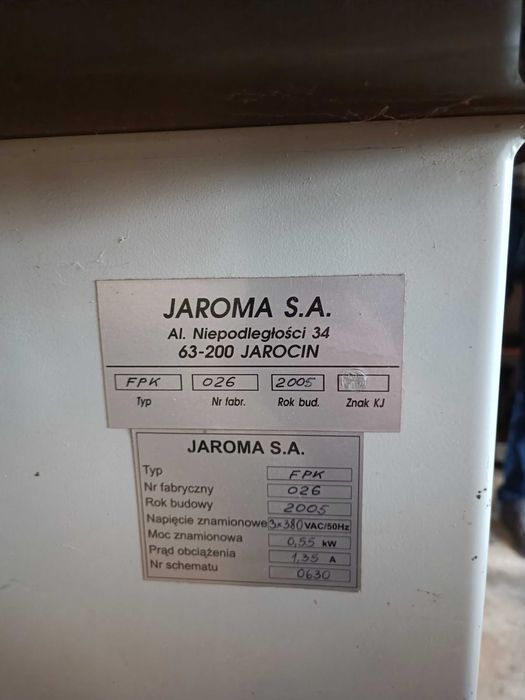 JAROMA S.A.
Al. Niepodległości 34
63-200 JAROCIN
FPK 026 2005
Typ Nr fabr. Rok bud. Znak KJ
JAROMA S.A.
Typ FPK
Nr fabryczny 026
Rok budowy 2005
Napięcie znamionowe 3x380 VAC/50Hz
Moc znamionowa 0,55 kW
Prąd obciążenia 1,35 A
Nr schematu 0630